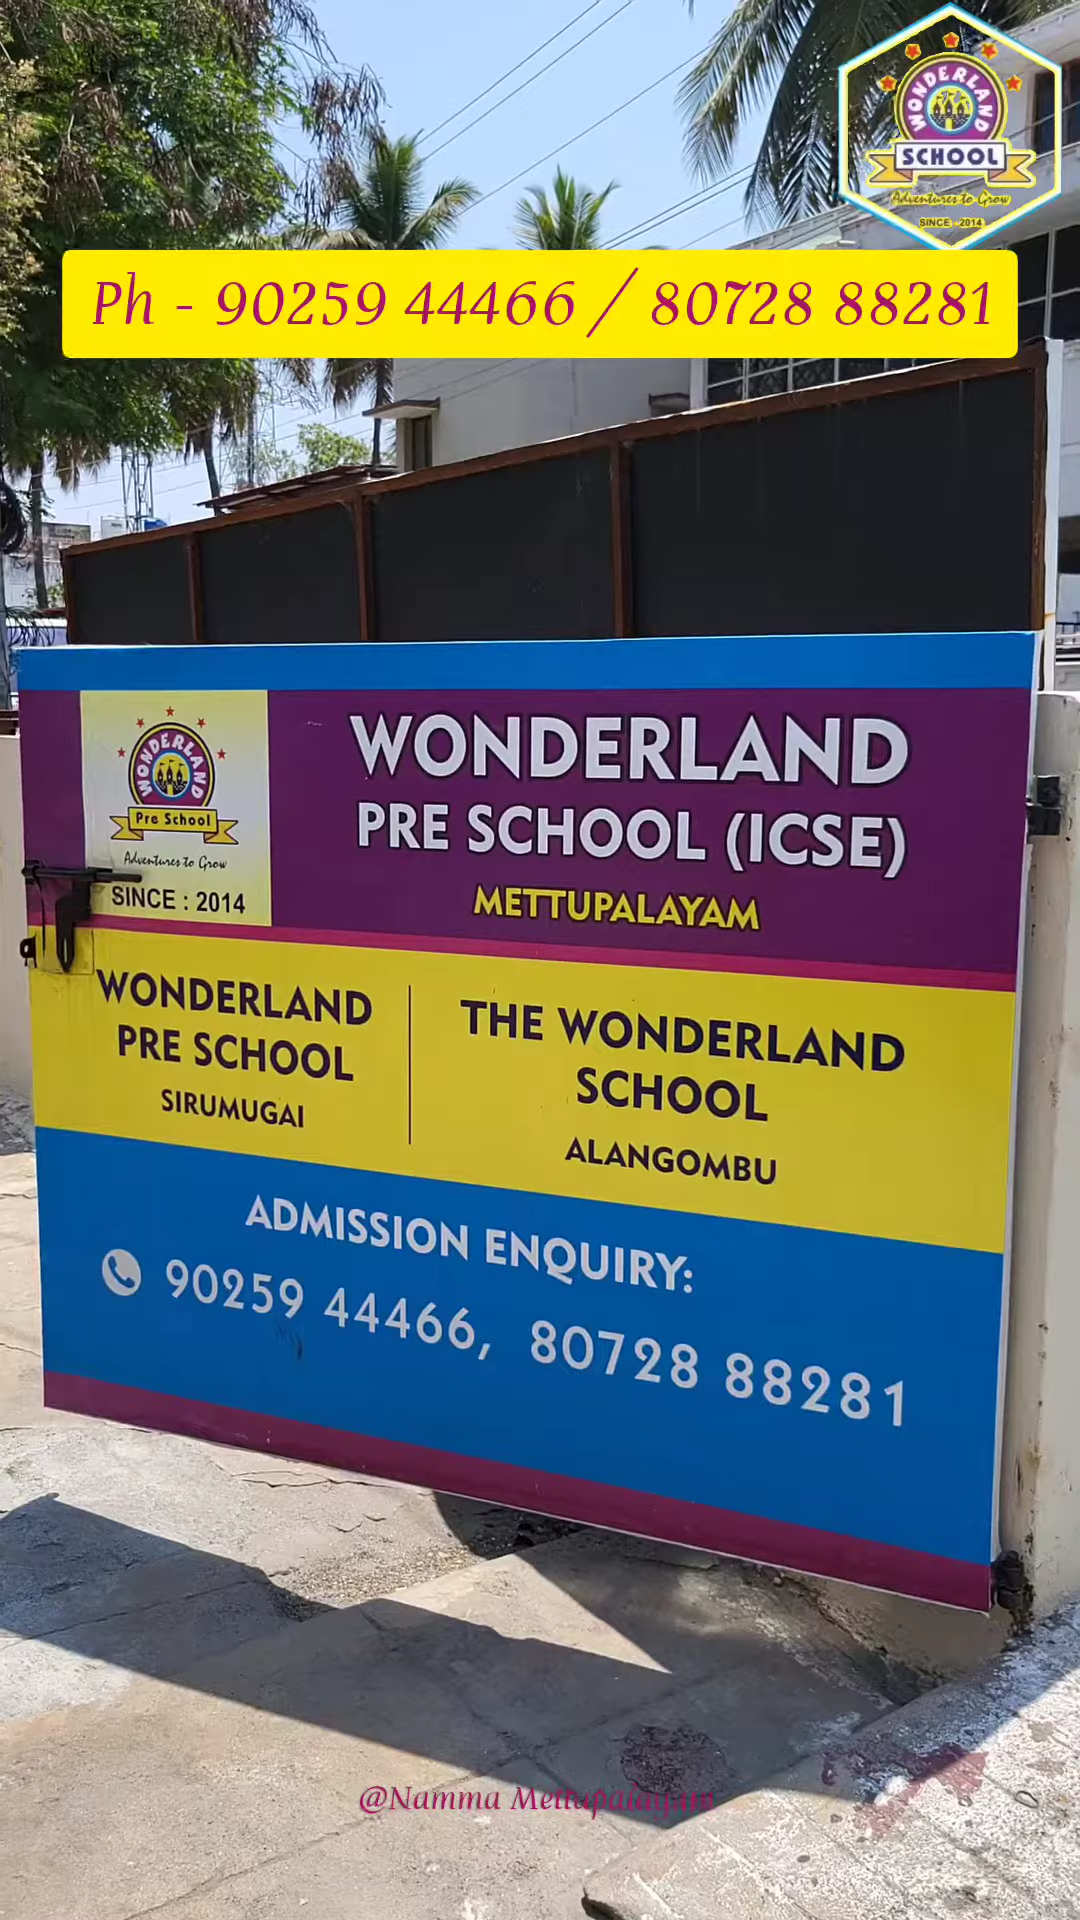 WONDERLAND
SCHOOL
Adventures to Grow
SINCE - 2014
Ph - 90259 44466 / 80728 88281
WONDERLAND
Pre School
Adventures to Grow
SINCE : 2014
WONDERLAND
PRE SCHOOL (ICSE)
METTUPALAYAM
WONDERLAND
PRE SCHOOL
SIRUMUGAI
THE WONDERLAND
SCHOOL
ALANGOMBU
ADMISSION ENQUIRY:
90259 44466, 80728 88281
@Namma Mettupalayam